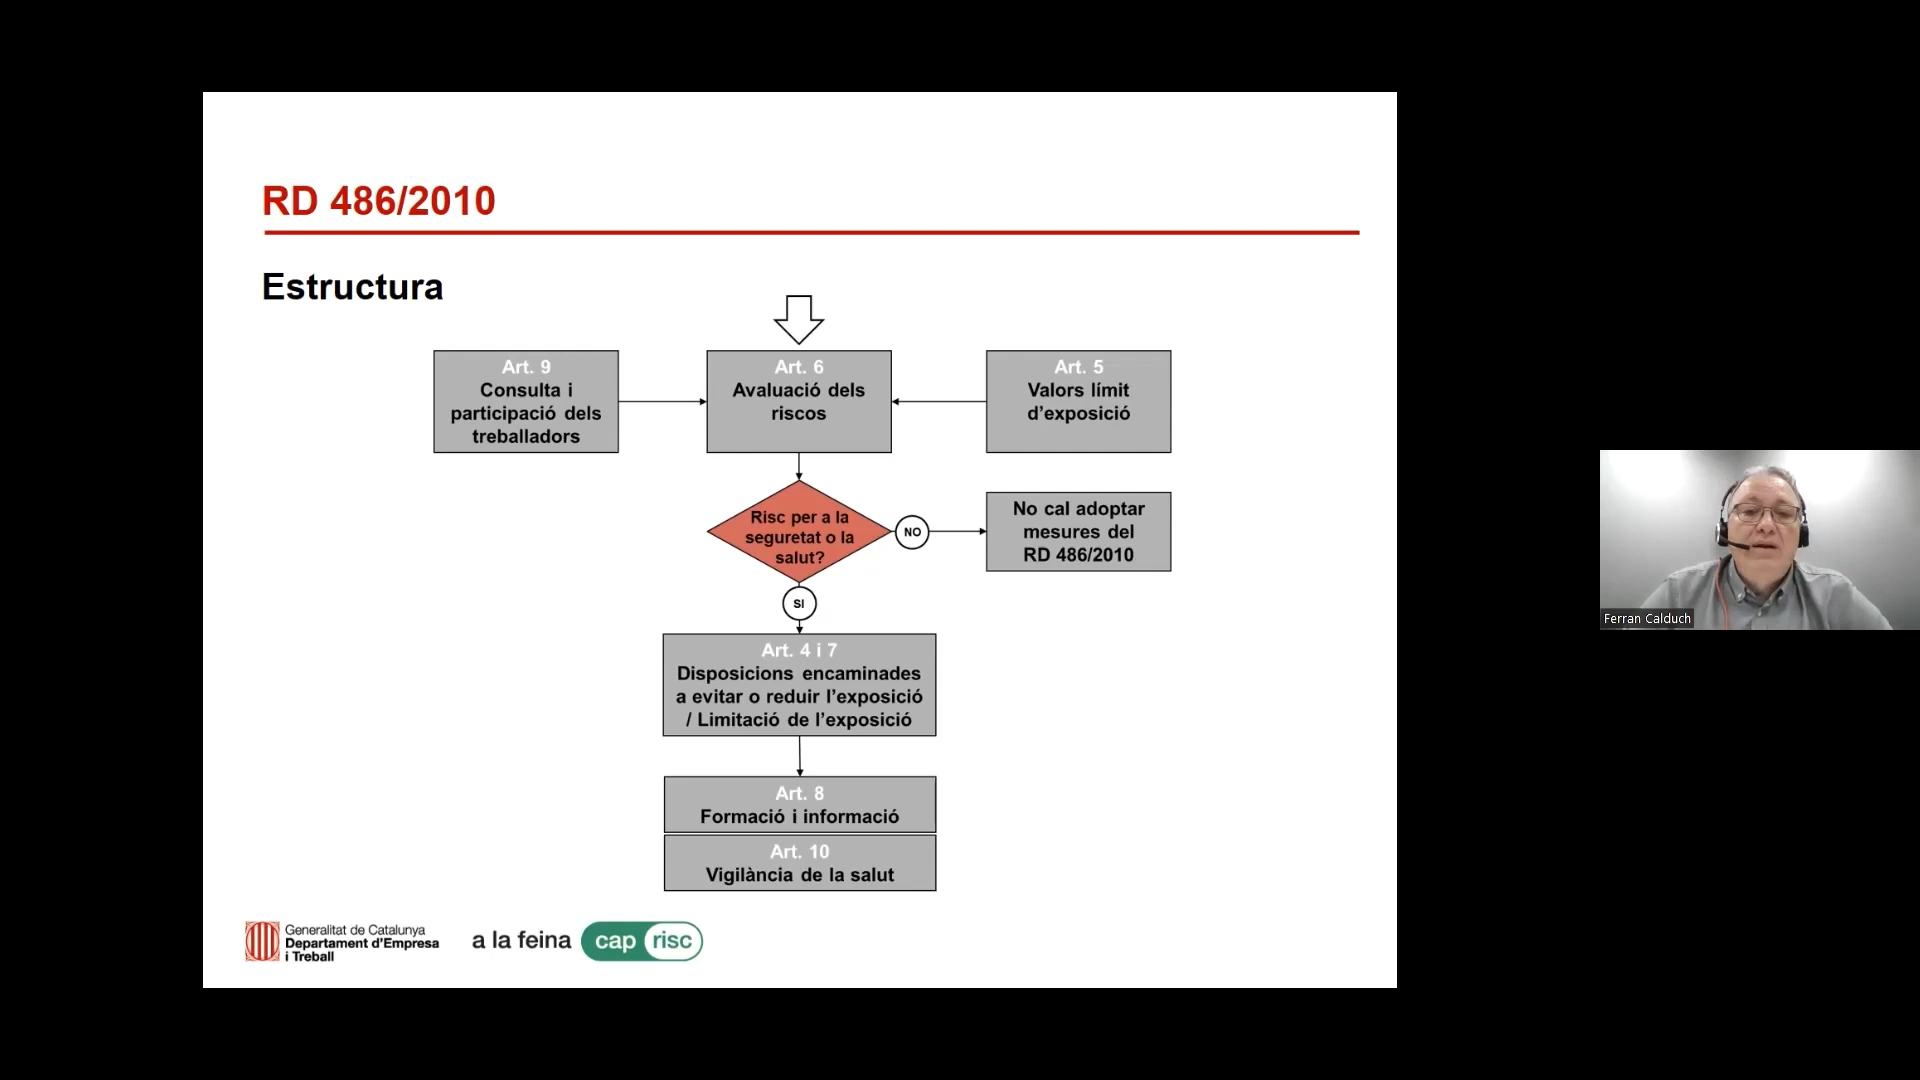 RD 486/2010
Estructura
Art. 9
Consulta i
participació dels
treballadors
Art. 6
Avaluació dels
riscos
Art. 5
Valors límit
d’exposició
Risc per a la
seguretat o la
salut?
NO
No cal adoptar
mesures del
RD 486/2010
SI
Art. 4 i 7
Disposicions encaminades
a evitar o reduir l’exposició
/ Limitació de l’exposició
Art. 8
Formació i informació
Art. 10
Vigilància de la salut
Generalitat de Catalunya
Departament d’Empresa
i Treball
a la feina cap risc
Ferran Calduch